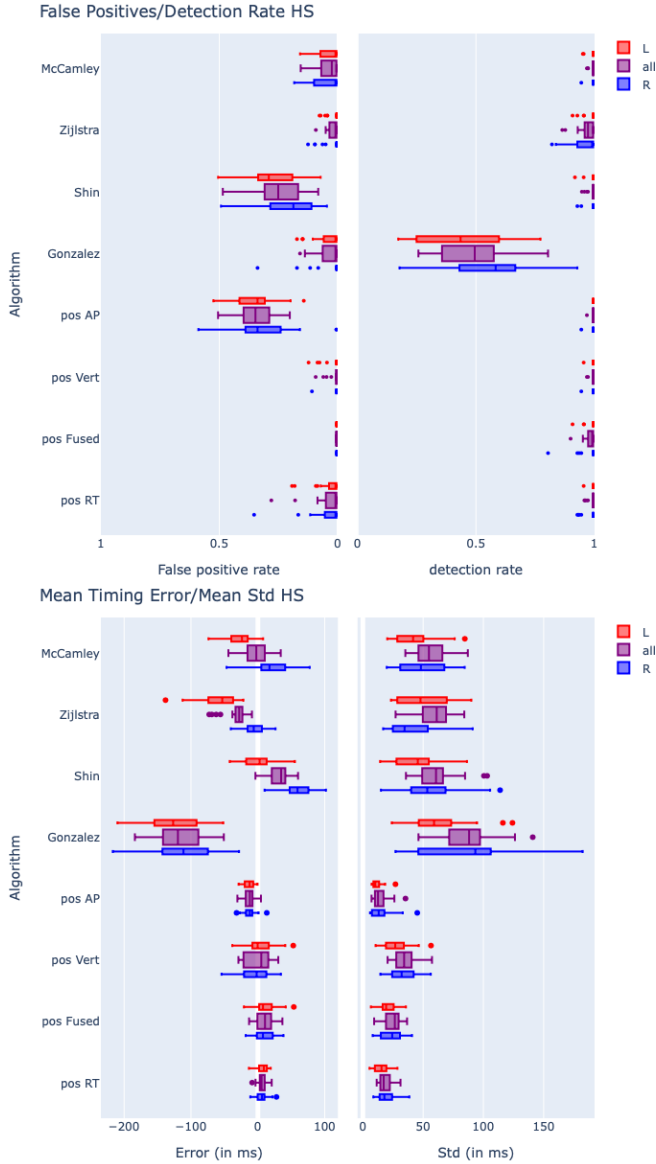 False Positives/Detection Rate HS
L
all
R
McCamley
Zijlstra
Shin
Gonzalez
pos AP
pos Vert
pos Fused
pos RT
Algorithm
1 0.5 0 0 0.5 1
False positive rate detection rate
Mean Timing Error/Mean Std HS
L
all
R
McCamley
Zijlstra
Shin
Gonzalez
pos AP
pos Vert
pos Fused
pos RT
Algorithm
−200 −100 0 100 0 50 100 150
Error (in ms) Std (in ms)